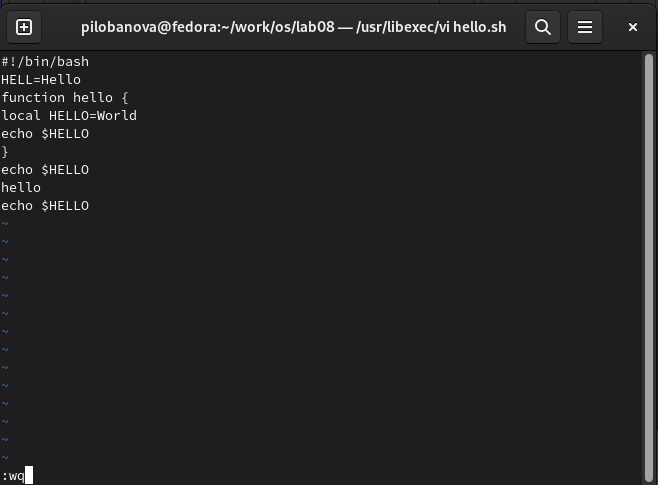 pilobanova@fedora:~/work/os/lab08 — /usr/libexec/vi hello.sh
#!/bin/bash
HELL=Hello
function hello {
local HELLO=World
echo $HELLO
}
echo $HELLO
hello
echo $HELLO
~
~
~
~
~
~
~
~
~
~
~
~
~
~
:wq